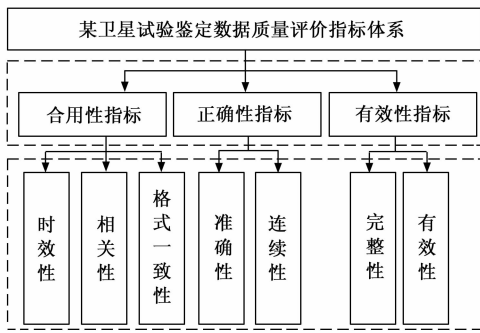 某卫星试验鉴定数据质量评价指标体系
合用性指标
正确性指标
有效性指标
时效性
相关性
格式一致性
准确性
连续性
完整性
有效性